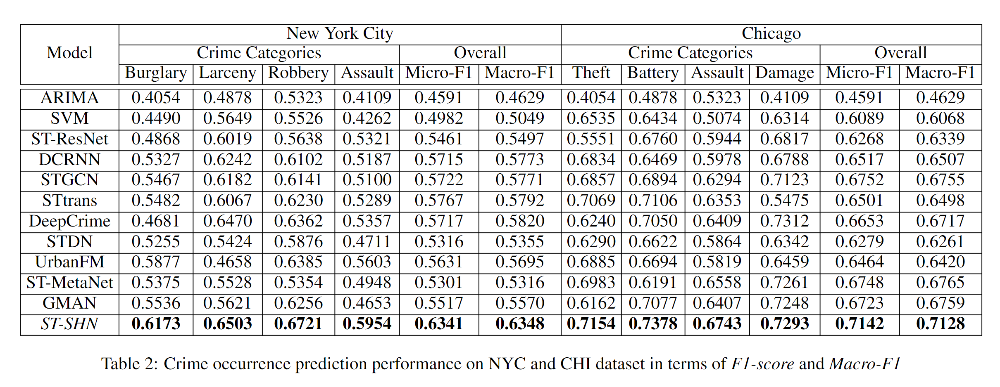 New York City Chicago
Model Crime Categories Overall Crime Categories Overall
Burglary Larceny Robbery Assault Micro-F1 Macro-F1 Theft Battery Assault Damage Micro-F1 Macro-F1
ARIMA 0.4054 0.4878 0.5323 0.4109 0.4591 0.4629 0.4054 0.4878 0.5323 0.4109 0.4591 0.4629
SVM 0.4490 0.5649 0.5526 0.4262 0.4982 0.5049 0.6535 0.6434 0.5074 0.6314 0.6089 0.6068
ST-ResNet 0.4868 0.6019 0.5638 0.5321 0.5461 0.5497 0.5551 0.6760 0.5944 0.6817 0.6268 0.6339
DCRNN 0.5327 0.6242 0.6102 0.5187 0.5715 0.5773 0.6834 0.6469 0.5978 0.6788 0.6517 0.6507
STGCN 0.5467 0.6182 0.6141 0.5100 0.5722 0.5771 0.6857 0.6894 0.6294 0.7123 0.6752 0.6755
STtrans 0.5482 0.6067 0.6230 0.5289 0.5767 0.5792 0.7069 0.7106 0.6353 0.5475 0.6501 0.6498
DeepCrime 0.4681 0.6470 0.6362 0.5357 0.5717 0.5820 0.6240 0.7050 0.6409 0.7312 0.6653 0.6717
STDN 0.5255 0.5424 0.5876 0.4711 0.5316 0.5355 0.6290 0.6622 0.5864 0.6342 0.6279 0.6261
UrbanFM 0.5877 0.4658 0.6385 0.5603 0.5631 0.5695 0.6885 0.6694 0.5819 0.6459 0.6464 0.6420
ST-MetaNet 0.5375 0.5528 0.5354 0.4948 0.5301 0.5316 0.6983 0.6191 0.6558 0.7261 0.6748 0.6765
GMAN 0.5536 0.5621 0.6256 0.4653 0.5517 0.5570 0.6162 0.7077 0.6407 0.7248 0.6723 0.6759
ST-SHN 0.6173 0.6503 0.6721 0.5954 0.6341 0.6348 0.7154 0.7378 0.6743 0.7293 0.7142 0.7128
Table 2: Crime occurrence prediction performance on NYC and CHI dataset in terms of F1-score and Macro-F1